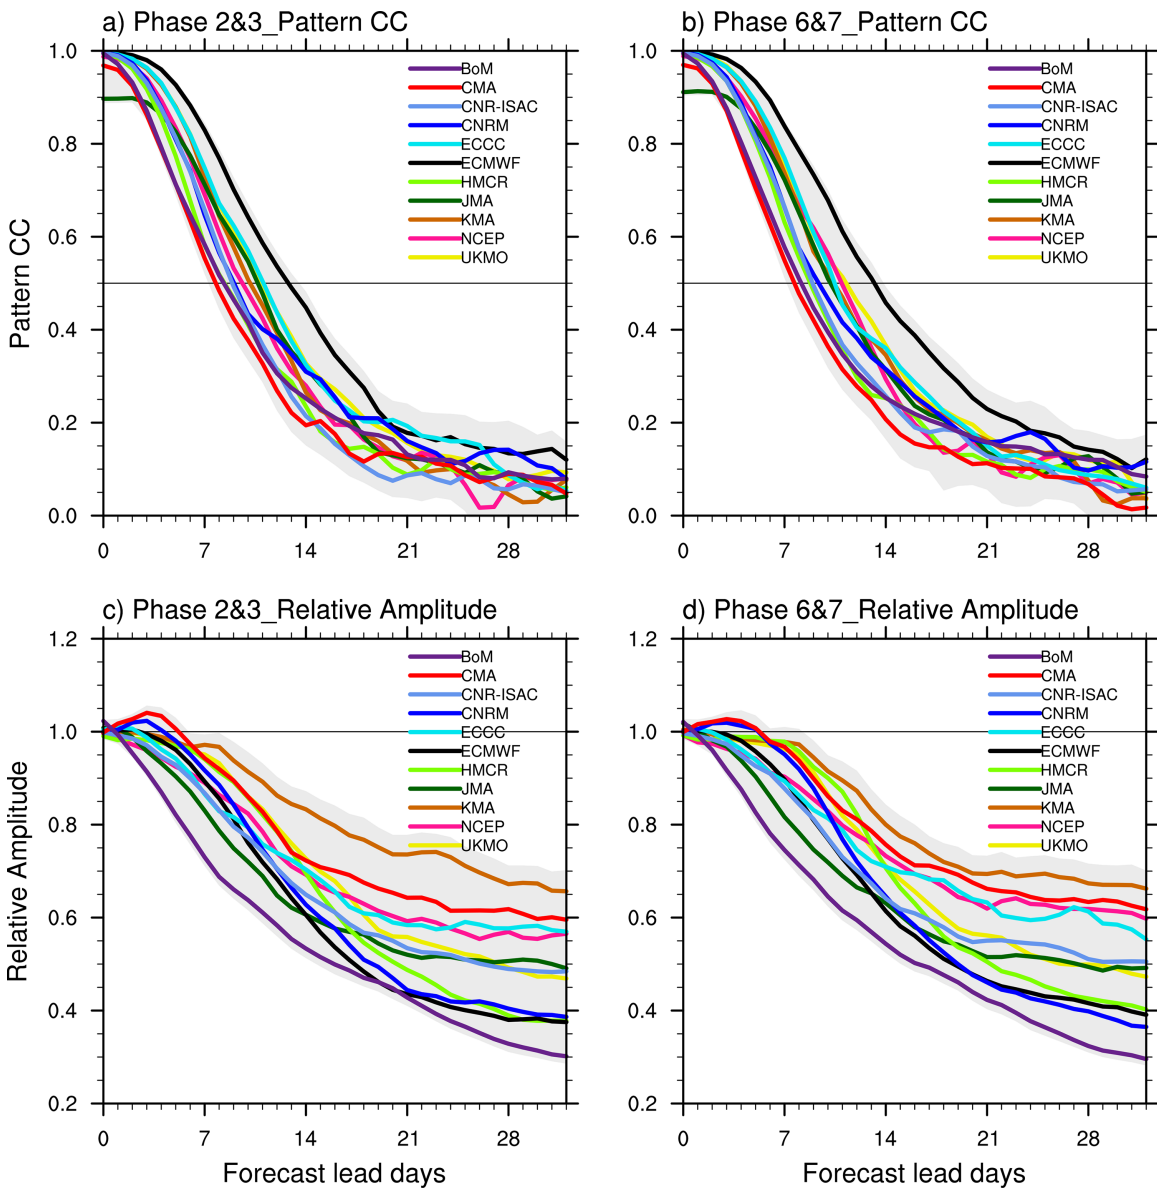 a) Phase 2&3_Pattern CC
1.0
0.8
0.6
0.4
0.2
0.0
Pattern CC
BoM
CMA
CNR-ISAC
CNRM
ECCC
ECMWF
HMCR
JMA
KMA
NCEP
UKMO
0 7 14 21 28
b) Phase 6&7_Pattern CC
1.0
0.8
0.6
0.4
0.2
0.0
BoM
CMA
CNR-ISAC
CNRM
ECCC
ECMWF
HMCR
JMA
KMA
NCEP
UKMO
0 7 14 21 28
c) Phase 2&3_Relative Amplitude
1.2
1.0
0.8
0.6
0.4
0.2
Relative Amplitude
BoM
CMA
CNR-ISAC
CNRM
ECCC
ECMWF
HMCR
JMA
KMA
NCEP
UKMO
0 7 14 21 28
Forecast lead days
d) Phase 6&7_Relative Amplitude
1.2
1.0
0.8
0.6
0.4
0.2
BoM
CMA
CNR-ISAC
CNRM
ECCC
ECMWF
HMCR
JMA
KMA
NCEP
UKMO
0 7 14 21 28
Forecast lead days